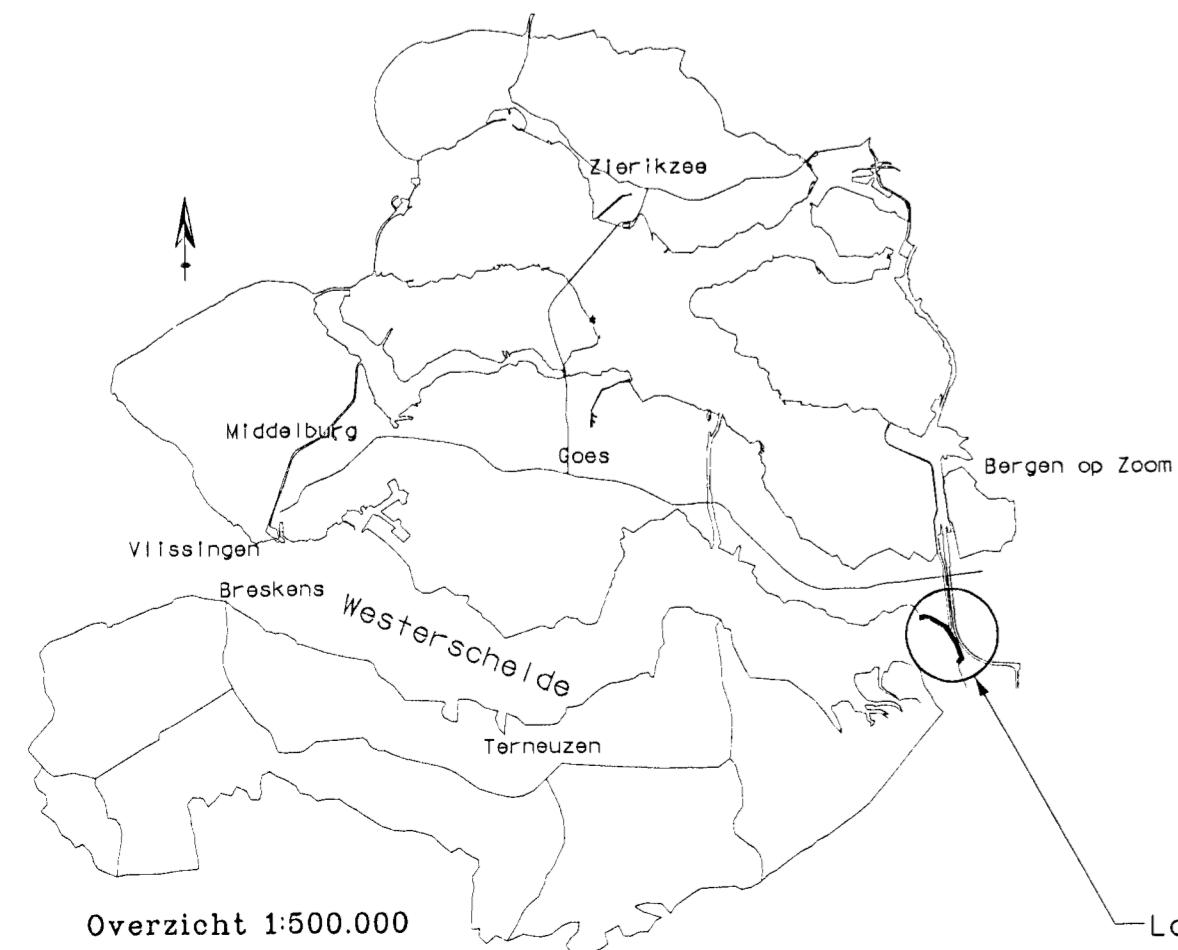 Zierikzee
Middelburg
Goes
Bergen op Zoom
Vlissingen
Breskens
Westerschelde
Terneuzen
Overzicht 1:500.000